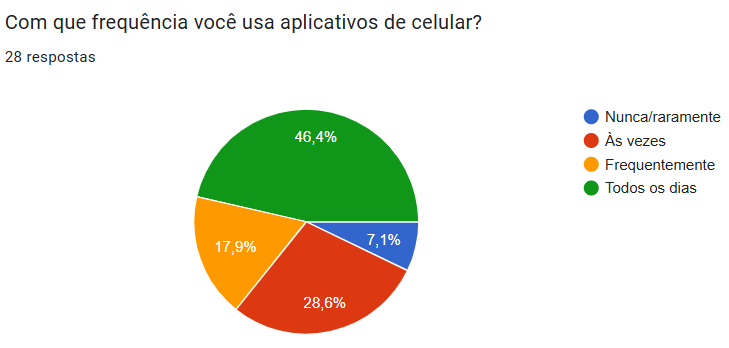 Com que frequência você usa aplicativos de celular?
28 respostas
46,4%
7,1%
17,9%
28,6%
Nunca/raramente
Às vezes
Frequentemente
Todos os dias